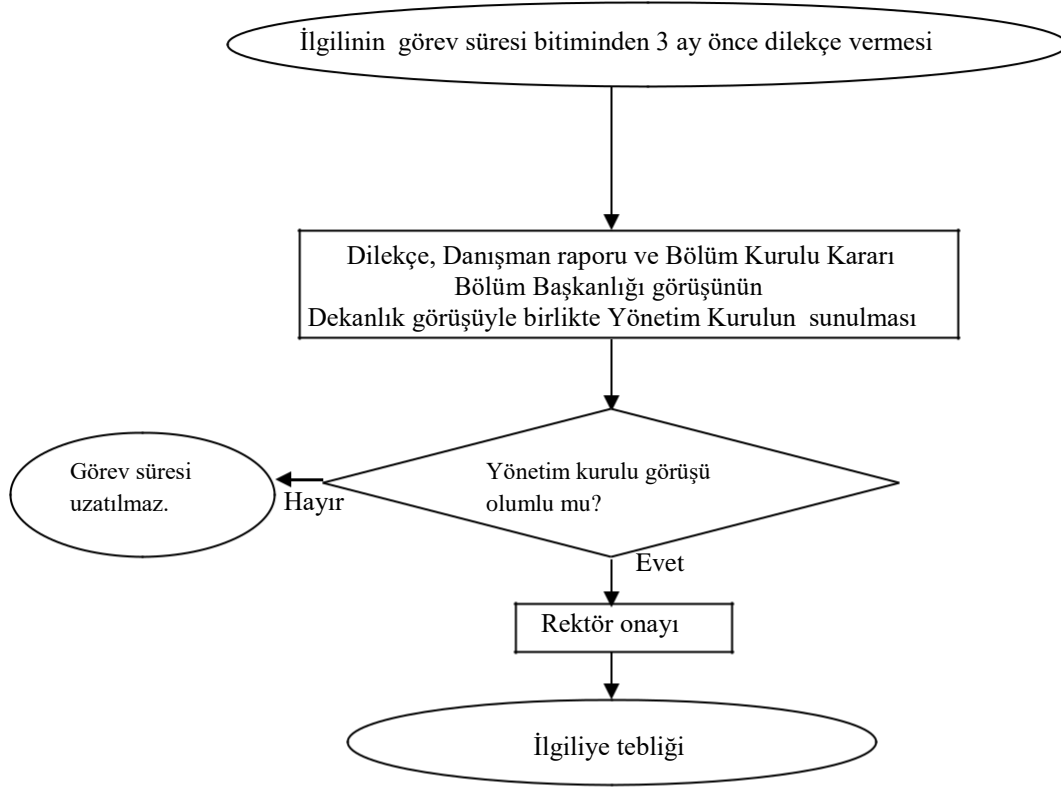 İlgilinin görev süresi bitiminden 3 ay önce dilekçe vermesi
Dilekçe, Danışman raporu ve Bölüm Kurulu Kararı
Bölüm Başkanlığı görüşünün
Dekanlık görüşüyle birlikte Yönetim Kurulun sunulması
Yönetim kurulu görüşü
olumlu mu?
Hayır
Görev süresi
uzatılmaz.
Evet
Rektör onayı
İlgiliye tebliği